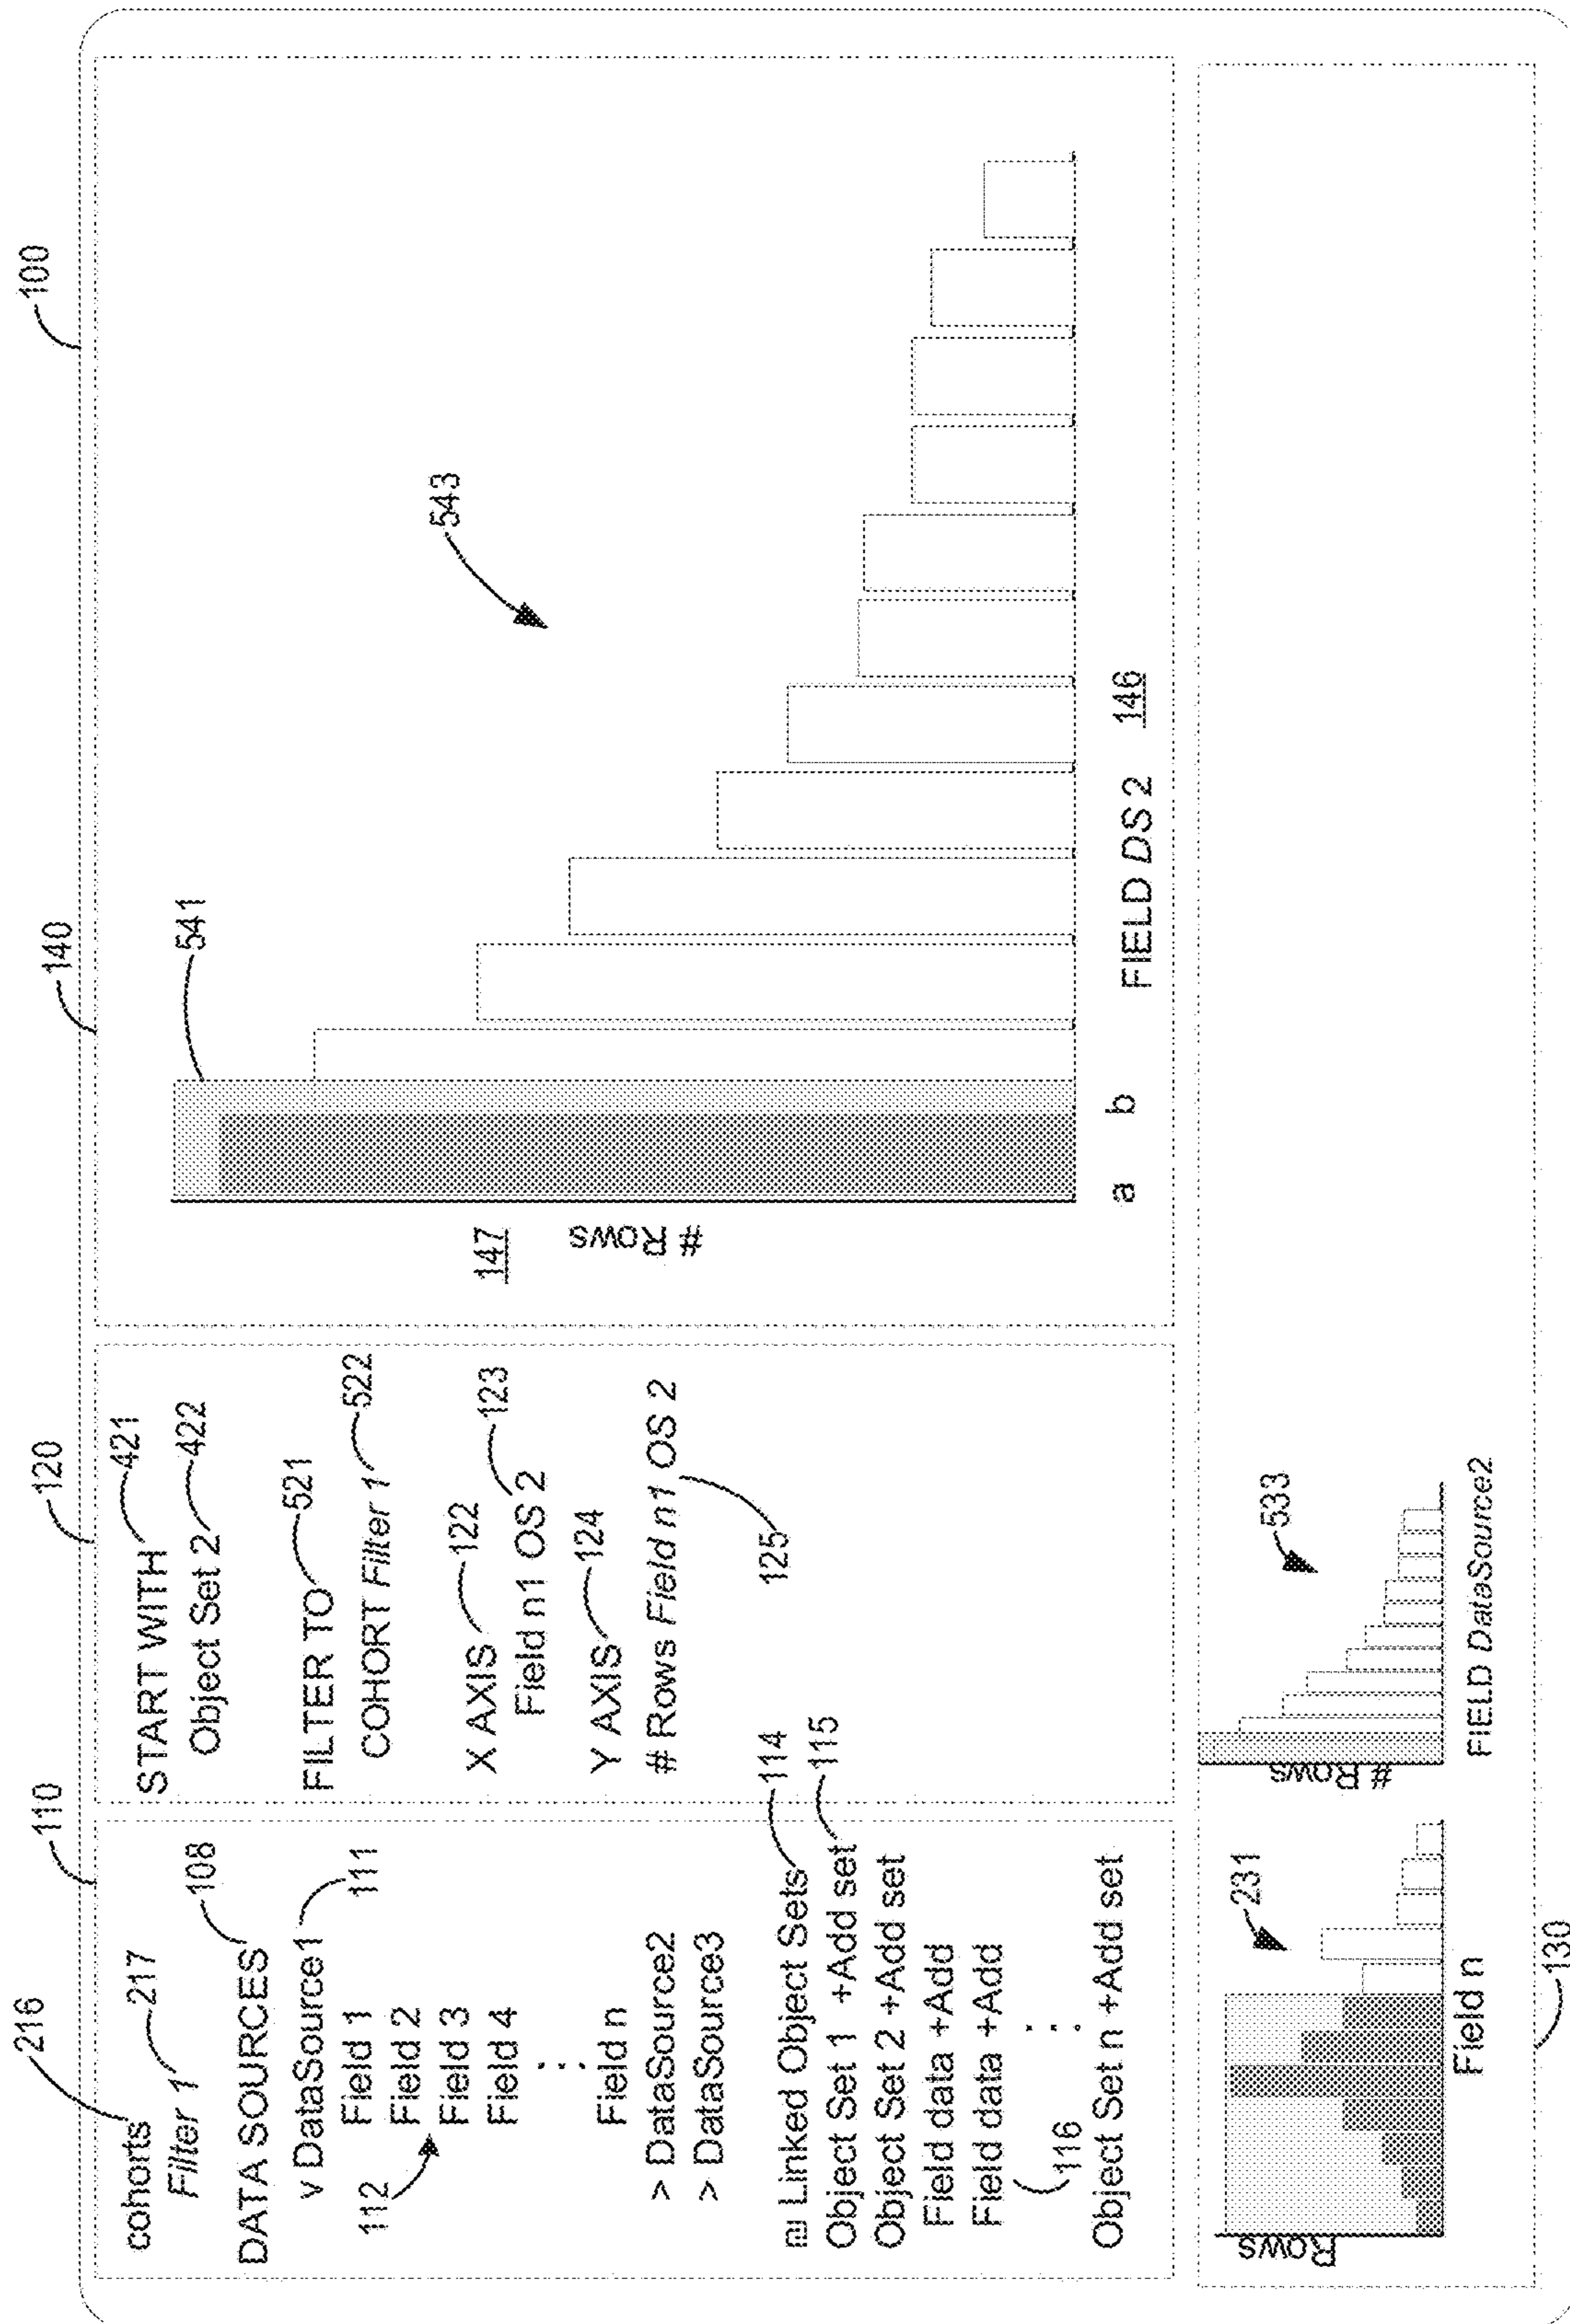 100
140
120
110
216
cohorts
217
Filter 1
108
DATA SOURCES
v DataSource1
111
Field 1
Field 2
112
Field 3
Field 4
⋮
Field n
> DataSource2
> DataSource3
114
Linked Object Sets
115
Object Set 1 +Add set
Object Set 2 +Add set
Field data +Add
Field data +Add
116
⋮
Object Set n +Add set
START WITH
421
Object Set 2
422
FILTER TO
521
COHORT Filter 1
522
X AXIS
122
Field n1 OS 2
123
Y AXIS
124
# Rows Field n1 OS 2
125
541
543
147
# Rows
a b
FIELD DS 2
146
231
Rows
Field n
533
# Rows
FIELD DataSource2
130